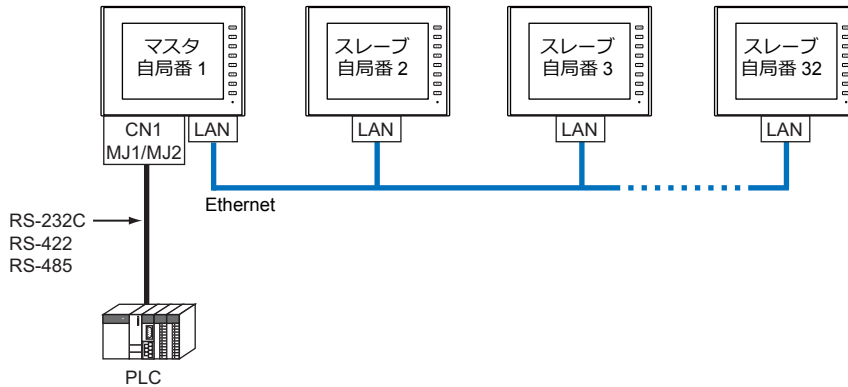 マスタ
自局番 1
スレーブ
自局番 2
スレーブ
自局番 3
スレーブ
自局番 32
CN1
MJ1/MJ2
LAN
LAN
LAN
LAN
Ethernet
RS-232C
RS-422
RS-485
PLC